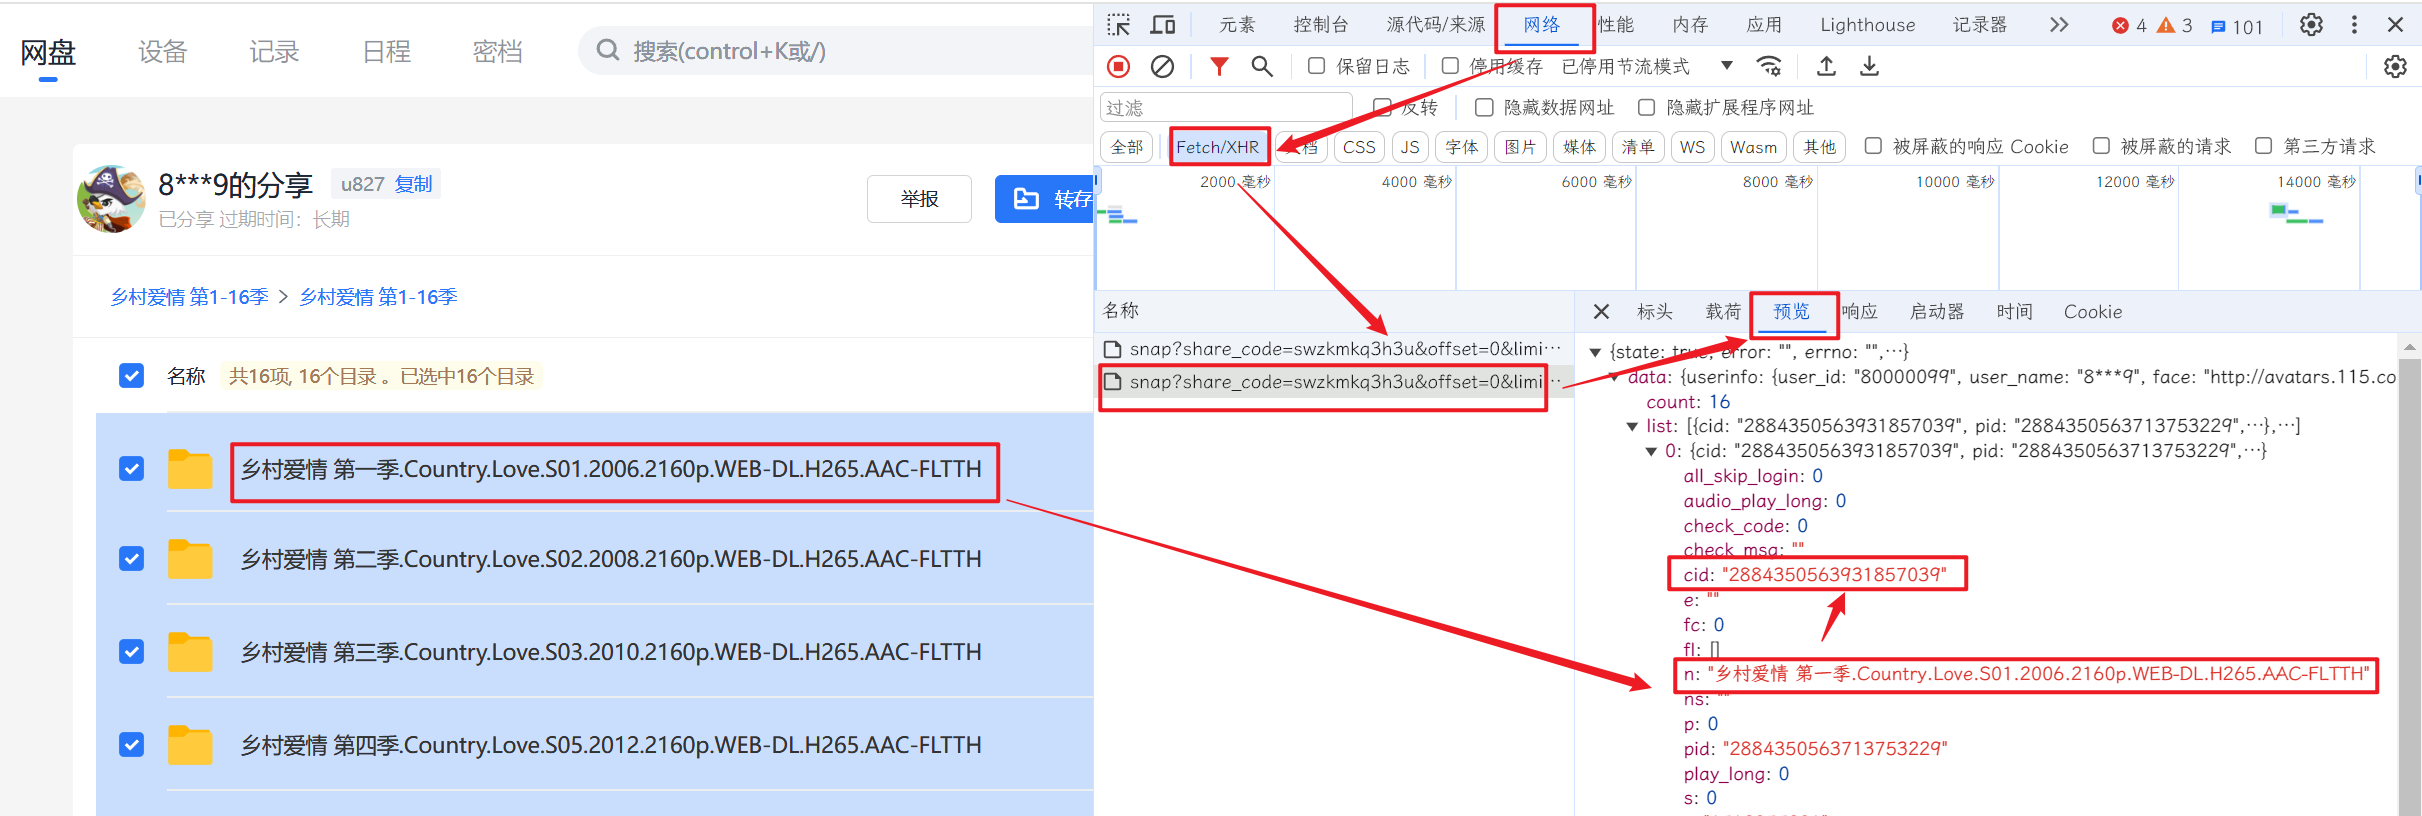 网盘 设备 记录 日程 密档 搜索(control+K或/)
8***9的分享 u827 复制
已分享 过期时间：长期
举报 转存
乡村爱情 第1-16季 > 乡村爱情 第1-16季
名称 共16项, 16个目录 。已选中16个目录
乡村爱情 第一季.Country.Love.S01.2006.2160p.WEB-DL.H265.AAC-FLTTH
乡村爱情 第二季.Country.Love.S02.2008.2160p.WEB-DL.H265.AAC-FLTTH
乡村爱情 第三季.Country.Love.S03.2010.2160p.WEB-DL.H265.AAC-FLTTH
乡村爱情 第四季.Country.Love.S05.2012.2160p.WEB-DL.H265.AAC-FLTTH
元素 控制台 源代码/来源 网络 性能 内存 应用 Lighthouse 记录器 4 3 101
保留日志 停用缓存 已停用节流模式
过滤 反转 隐藏数据网址 隐藏扩展程序网址
全部 Fetch/XHR 文档 CSS JS 字体 图片 媒体 清单 WS Wasm 其他 被屏蔽的响应 Cookie 被屏蔽的请求 第三方请求
2000 毫秒 4000 毫秒 6000 毫秒 8000 毫秒 10000 毫秒 12000 毫秒 14000 毫秒
名称
snap?share_code=swzkmkq3h3u&offset=0&limi…
snap?share_code=swzkmkq3h3u&offset=0&limi…
标头 载荷 预览 响应 启动器 时间 Cookie
{state: true, error: "", errno: "",…}
data: {userinfo: {user_id: "80000099", user_name: "8***9", face: "http://avatars.115.co
count: 16
list: [{cid: "2884350563931857039", pid: "2884350563713753229",…},…]
0: {cid: "2884350563931857039", pid: "2884350563713753229",…}
all_skip_login: 0
audio_play_long: 0
check_code: 0
check_msg: ""
cid: "2884350563931857039"
e: ""
fc: 0
fl: []
n: "乡村爱情 第一季.Country.Love.S01.2006.2160p.WEB-DL.H265.AAC-FLTTH"
ns: ""
p: 0
pid: "2884350563713753229"
play_long: 0
s: 0